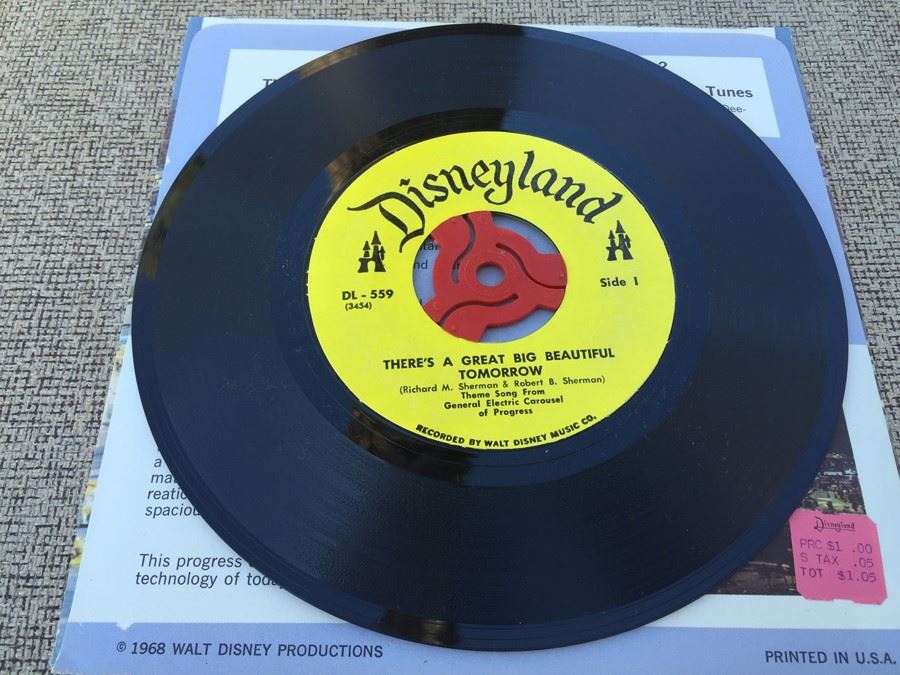 Tunes
Disneyland
DL - 559
(3454)
Side 1
THERE'S A GREAT BIG BEAUTIFUL
TOMORROW
(Richard M. Sherman & Robert B. Sherman)
Theme Song From
General Electric Carousel
of Progress
RECORDED BY WALT DISNEY MUSIC CO.
a
spacious
This progress
technology of today
Disneyland
PRC $1 .00
S TAX .05
TOT $1.05
© 1968 WALT DISNEY PRODUCTIONS
PRINTED IN U.S.A.